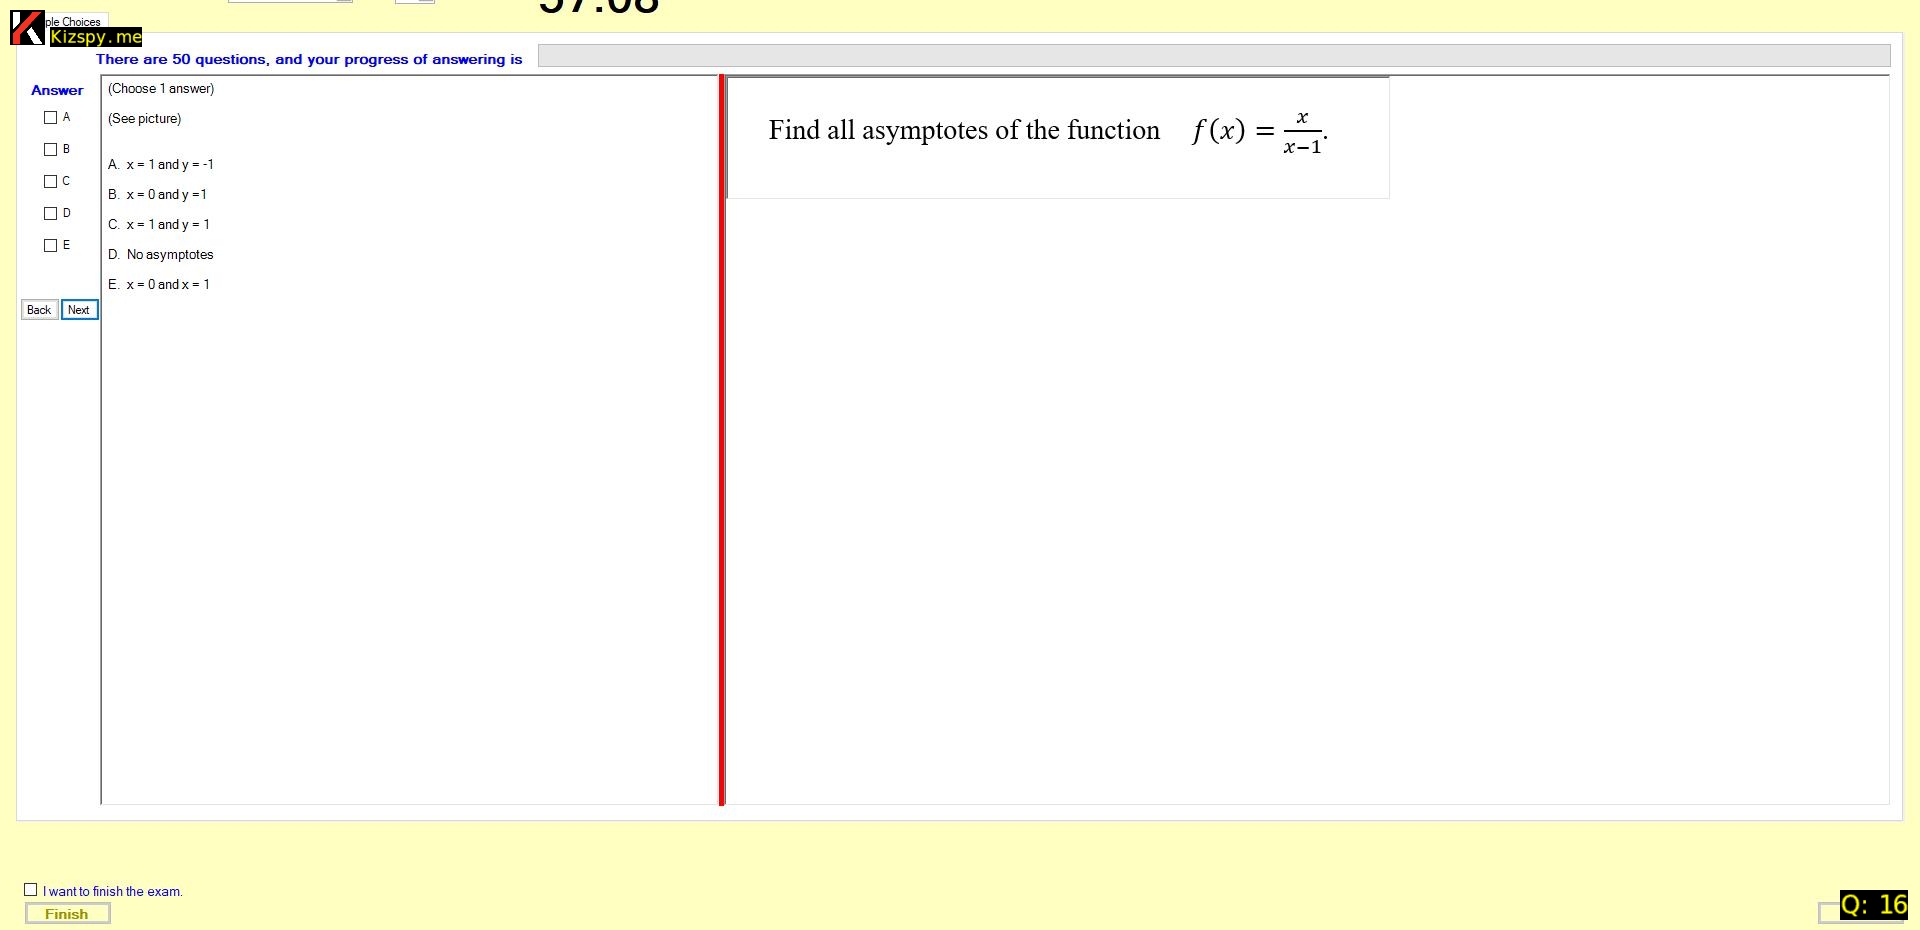 57:08
ple Choices
Kizspy.me
There are 50 questions, and your progress of answering is
Answer
A
B
C
D
E
Back Next
(Choose 1 answer)
(See picture)
A. x = 1 and y = -1
B. x = 0 and y =1
C. x = 1 and y = 1
D. No asymptotes
E. x = 0 and x = 1
Find all asymptotes of the function f(x) = x/(x−1).
I want to finish the exam.
Finish
Q: 16